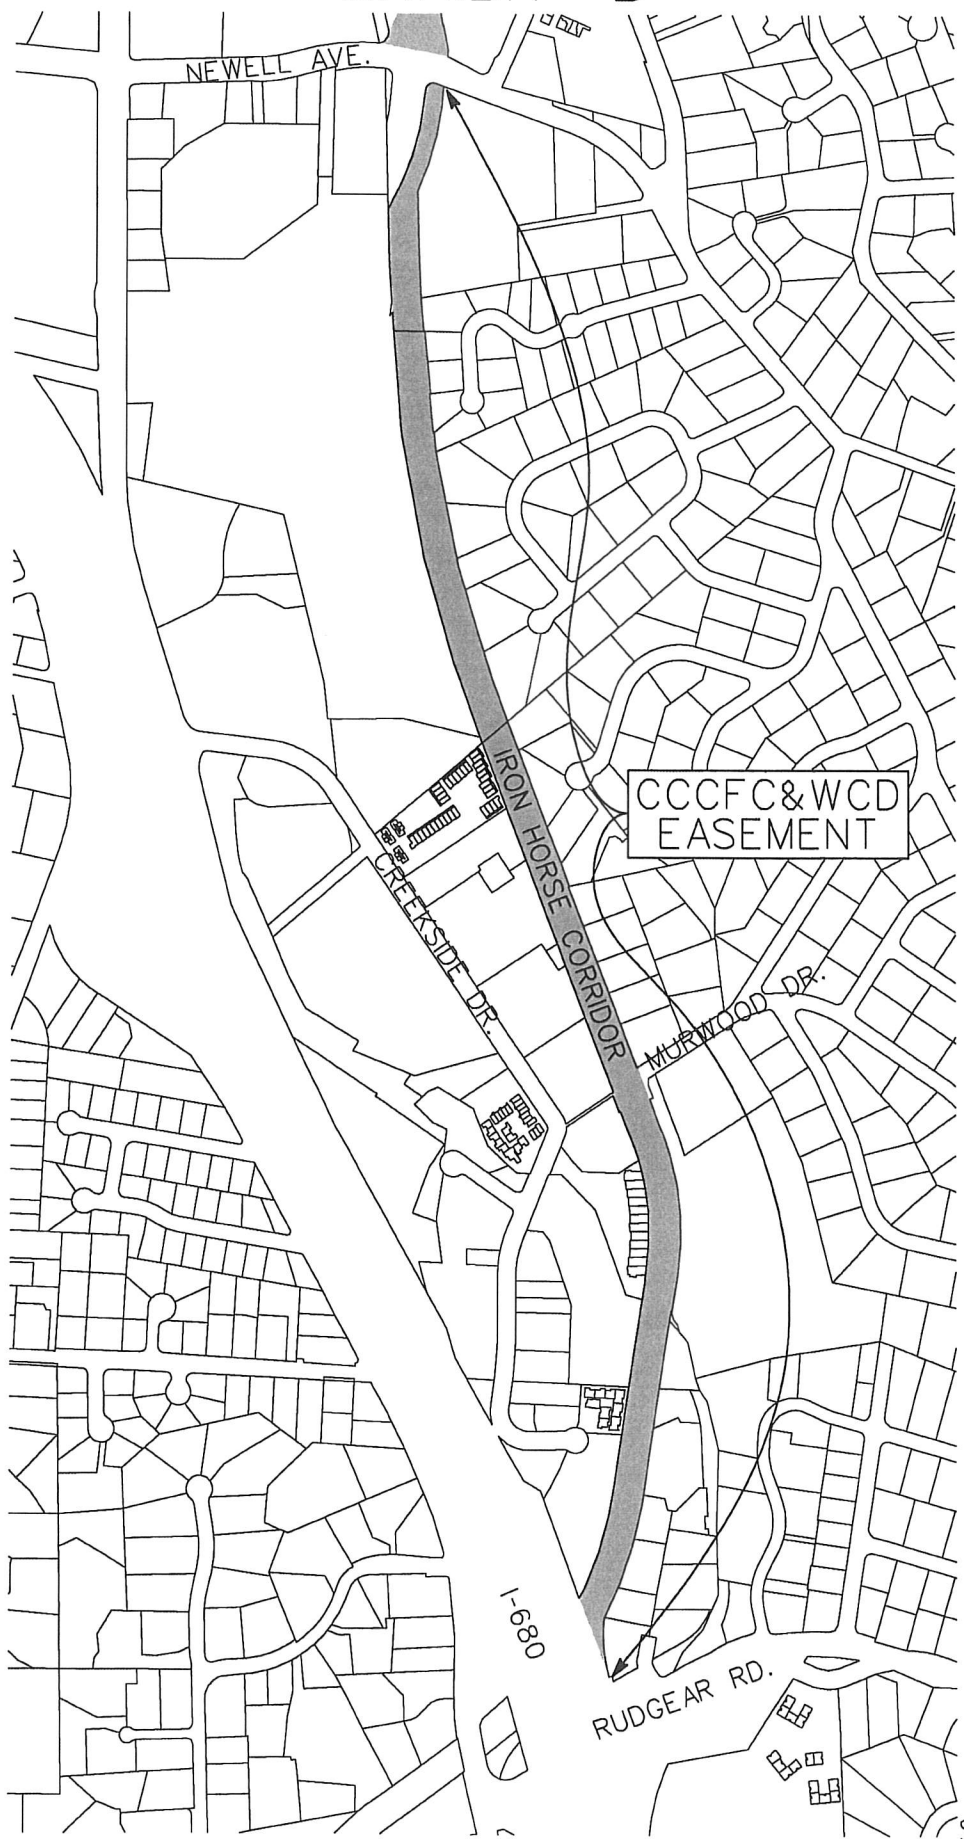 NEWELL AVE.
IRON HORSE CORRIDOR
CCCFC&WCD
EASEMENT
CREEKSIDE DR.
MURWOOD DR.
I-680
RUDGEAR RD.